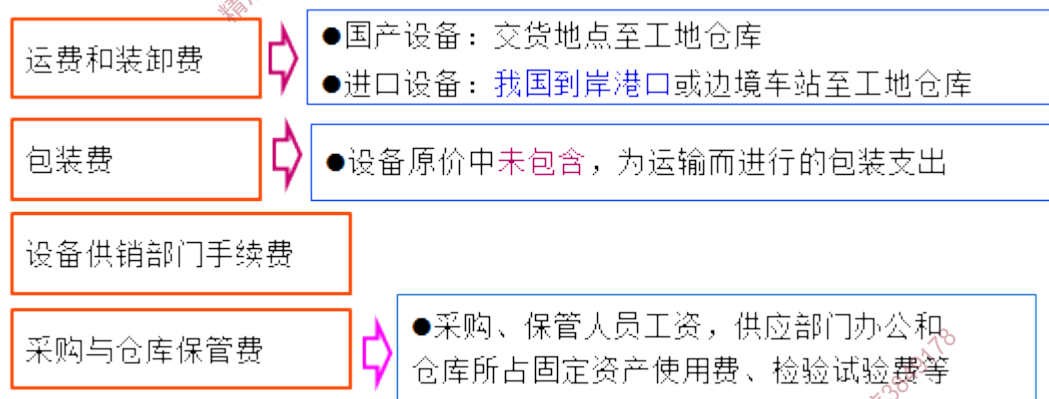 运费和装卸费
●国产设备：交货地点至工地仓库
●进口设备：我国到岸港口或边境车站至工地仓库
包装费
●设备原价中未包含，为运输而进行的包装支出
设备供销部门手续费
采购与仓库保管费
●采购、保管人员工资，供应部门办公和
仓库所占固定资产使用费、检验试验费等